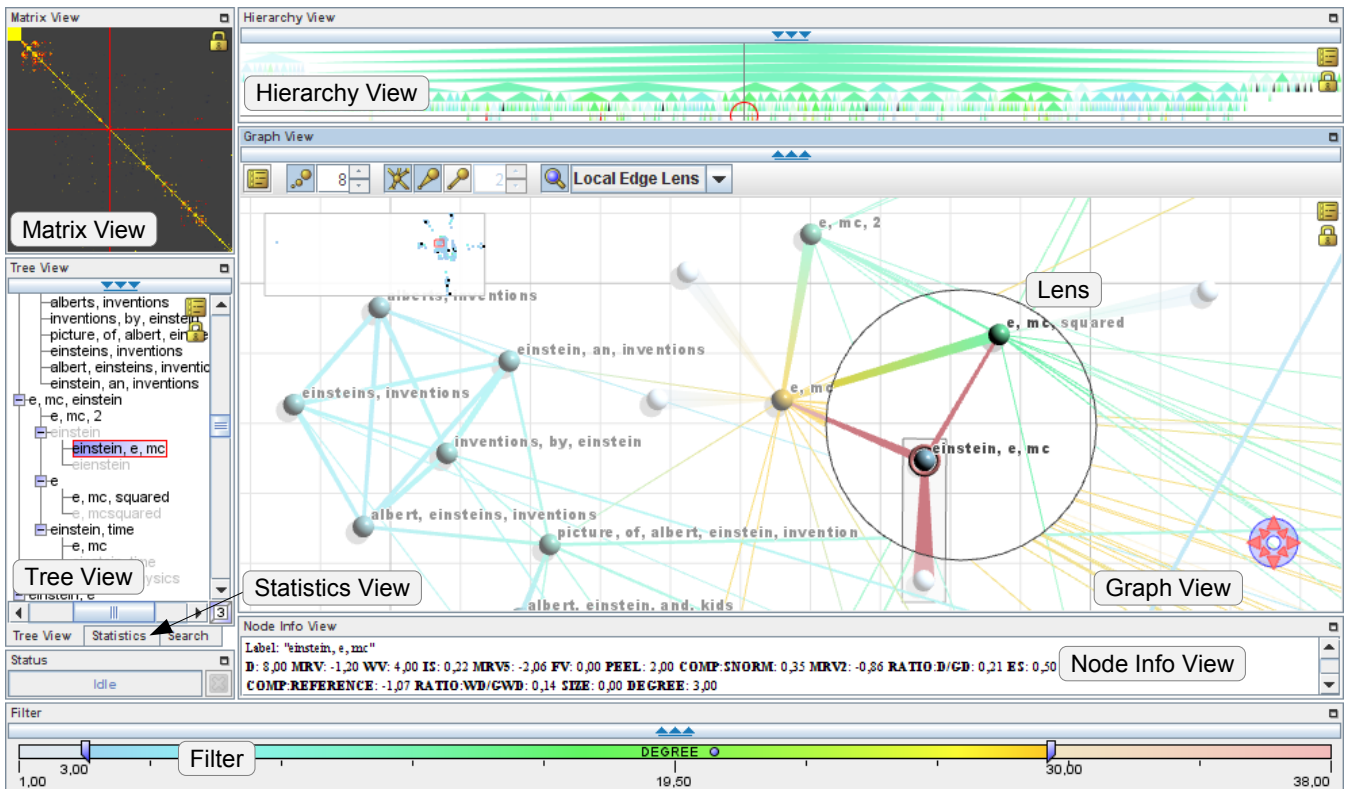 Matrix View
Matrix View
Hierarchy View
Hierarchy View
Graph View
8
2
Local Edge Lens
e, mc, 2
alberts, inventions
Lens
e, mc, squared
einstein, an, inventions
einsteins, inventions
e, mc
inventions, by, einstein
einstein, e, mc
albert, einsteins, inventions
picture, of, albert, einstein, invention
albert, einstein, and, kids
Graph View
Tree View
alberts, inventions
inventions, by, einstein
picture, of, albert, ein
einsteins, inventions
albert, einsteins, inventic
einstein, an, inventions
e, mc, einstein
e, mc, 2
einstein
einstein, e, mc
eienstein
e
e, mc, squared
e, mcsquared
einstein, time
e, mc
Tree View
einstein, e
3
Tree View
Statistics
Search
Statistics View
Status
Idle
Node Info View
Label: "einstein, e, mc"
D: 8,00 MRV: -1,20 WV: 4,00 IS: 0,22 MRV5: -2,06 FV: 0,00 PEEL: 2,00 COMP:SNORM: 0,35 MRV2: -0,86 RATIO:D/GD: 0,21 ES: 0,50
COMP:REFERENCE: -1,07 RATIO:WD/GWD: 0,14 SIZE: 0,00 DEGREE: 3,00
Node Info View
Filter
Filter
DEGREE
3,00
30,00
1,00
19,50
38,00